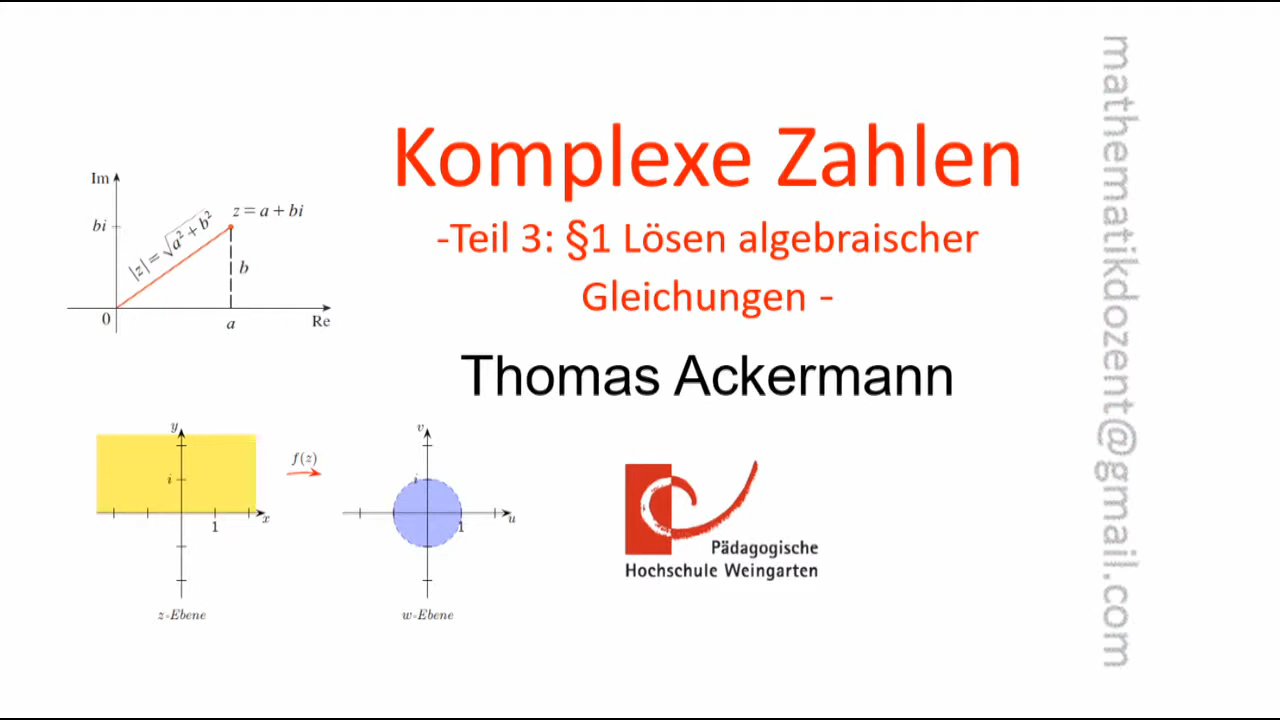 Komplexe Zahlen
-Teil 3: §1 Lösen algebraischer
Gleichungen -
Thomas Ackermann
Im
bi
z = a + bi
|z| = √a² + b²
b
0
a
Re
y
i
1
x
z-Ebene
f(z)
v
i
1
u
w-Ebene
Pädagogische
Hochschule Weingarten
mathematikdozent@gmail.com